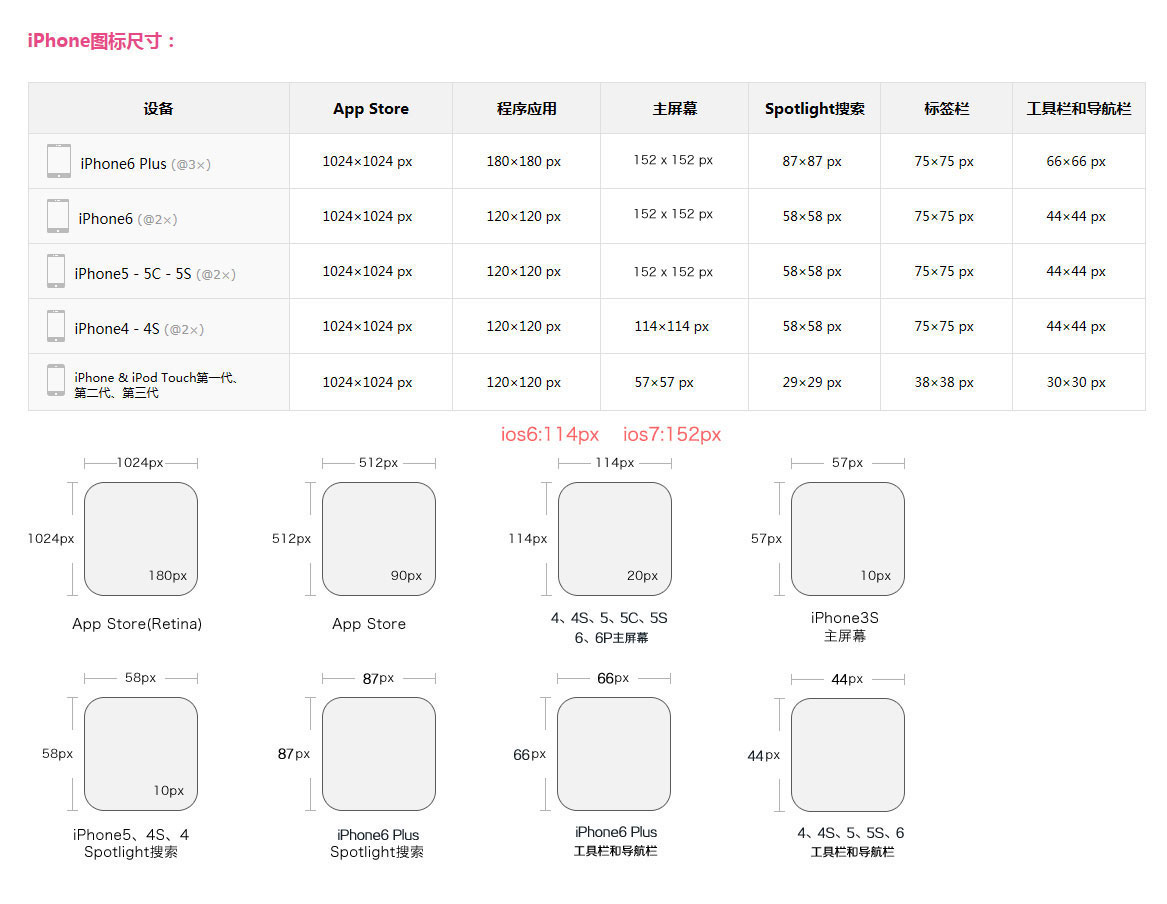 iPhone图标尺寸：
设备 App Store 程序应用 主屏幕 Spotlight搜索 标签栏 工具栏和导航栏
iPhone6 Plus (@3×) 1024×1024 px 180×180 px 152 x 152 px 87×87 px 75×75 px 66×66 px
iPhone6 (@2×) 1024×1024 px 120×120 px 152 x 152 px 58×58 px 75×75 px 44×44 px
iPhone5 - 5C - 5S (@2×) 1024×1024 px 120×120 px 152 x 152 px 58×58 px 75×75 px 44×44 px
iPhone4 - 4S (@2×) 1024×1024 px 120×120 px 114×114 px 58×58 px 75×75 px 44×44 px
iPhone & iPod Touch第一代、
第二代、第三代 1024×1024 px 120×120 px 57×57 px 29×29 px 38×38 px 30×30 px
ios6:114px ios7:152px
1024px 512px 114px 57px
1024px 512px 114px 57px
180px 90px 20px 10px
App Store(Retina) App Store 4、4S、5、5C、5S iPhone3S
6、6P主屏幕 主屏幕
58px 87px 66px 44px
58px 87px 66px 44px
10px
iPhone5、4S、4 iPhone6 Plus iPhone6 Plus 4、4S、5、5S、6
Spotlight搜索 Spotlight搜索 工具栏和导航栏 工具栏和导航栏